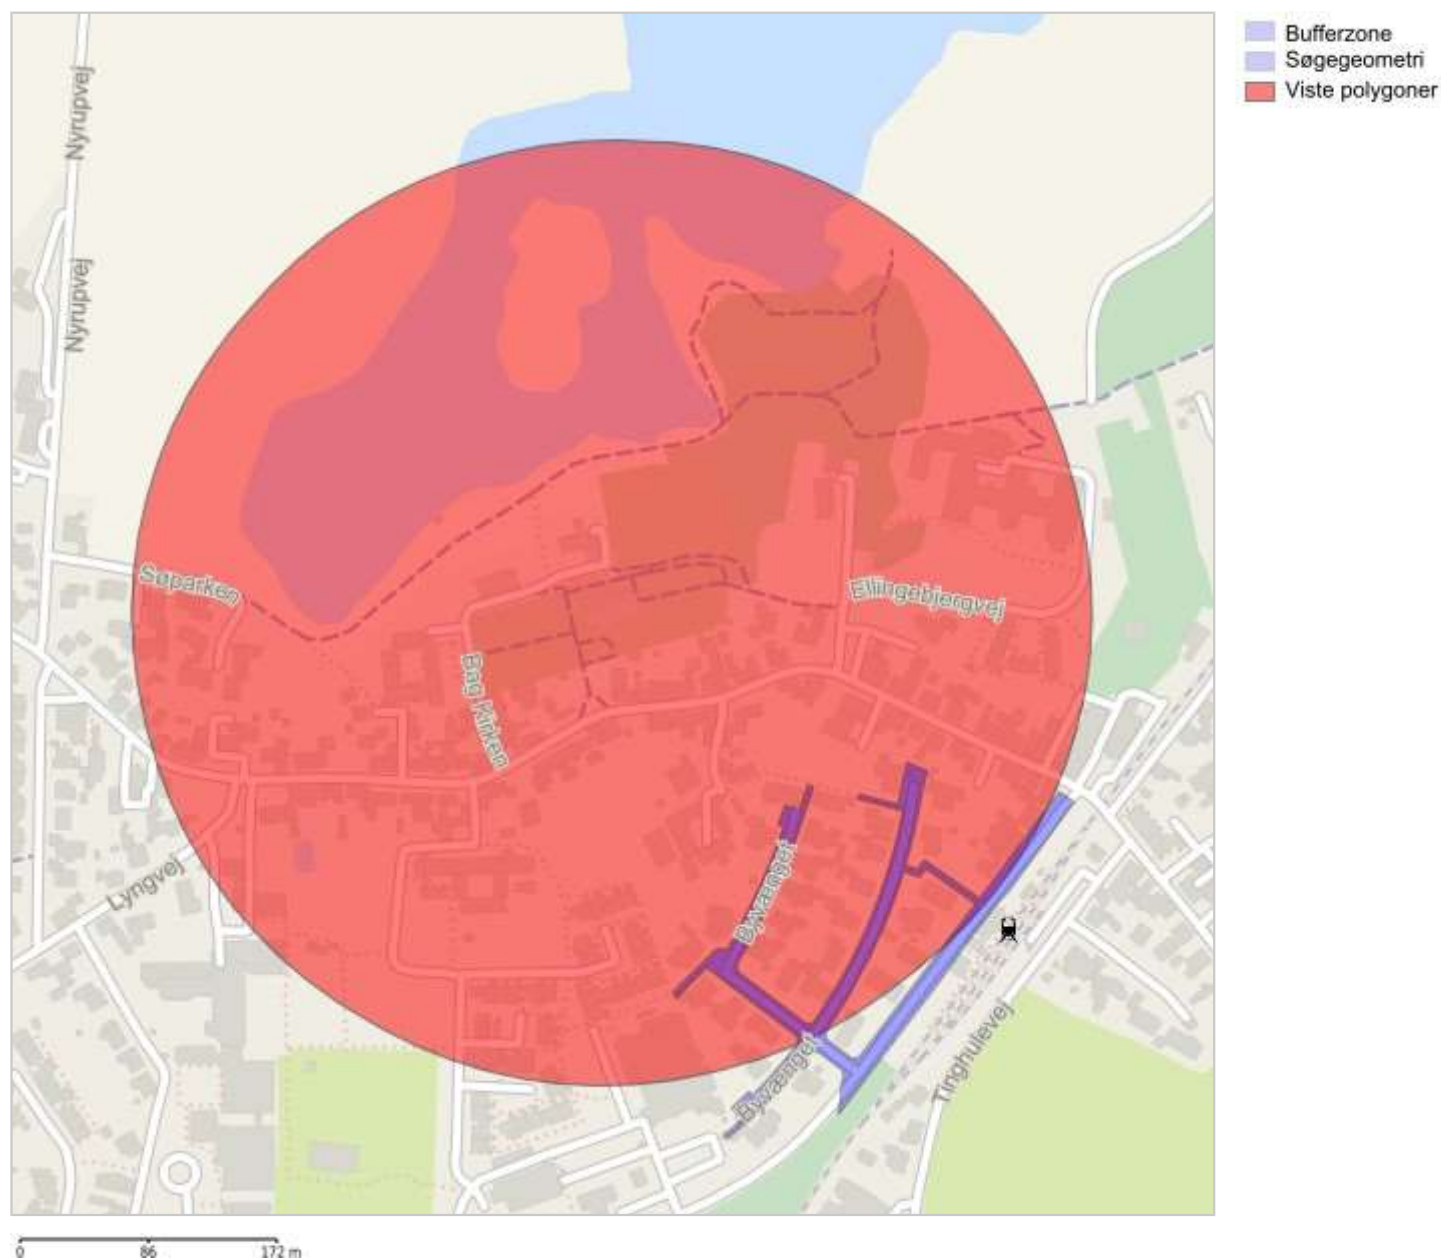 Bufferzone
Søgegeometri
Viste polygoner
Nyrupvej
Nyrupvej
Søparken
Ellingebjergvej
Bag Kirken
Byvænget
Lyngvej
Byvænget
Tinghulevej
0 86 172 m